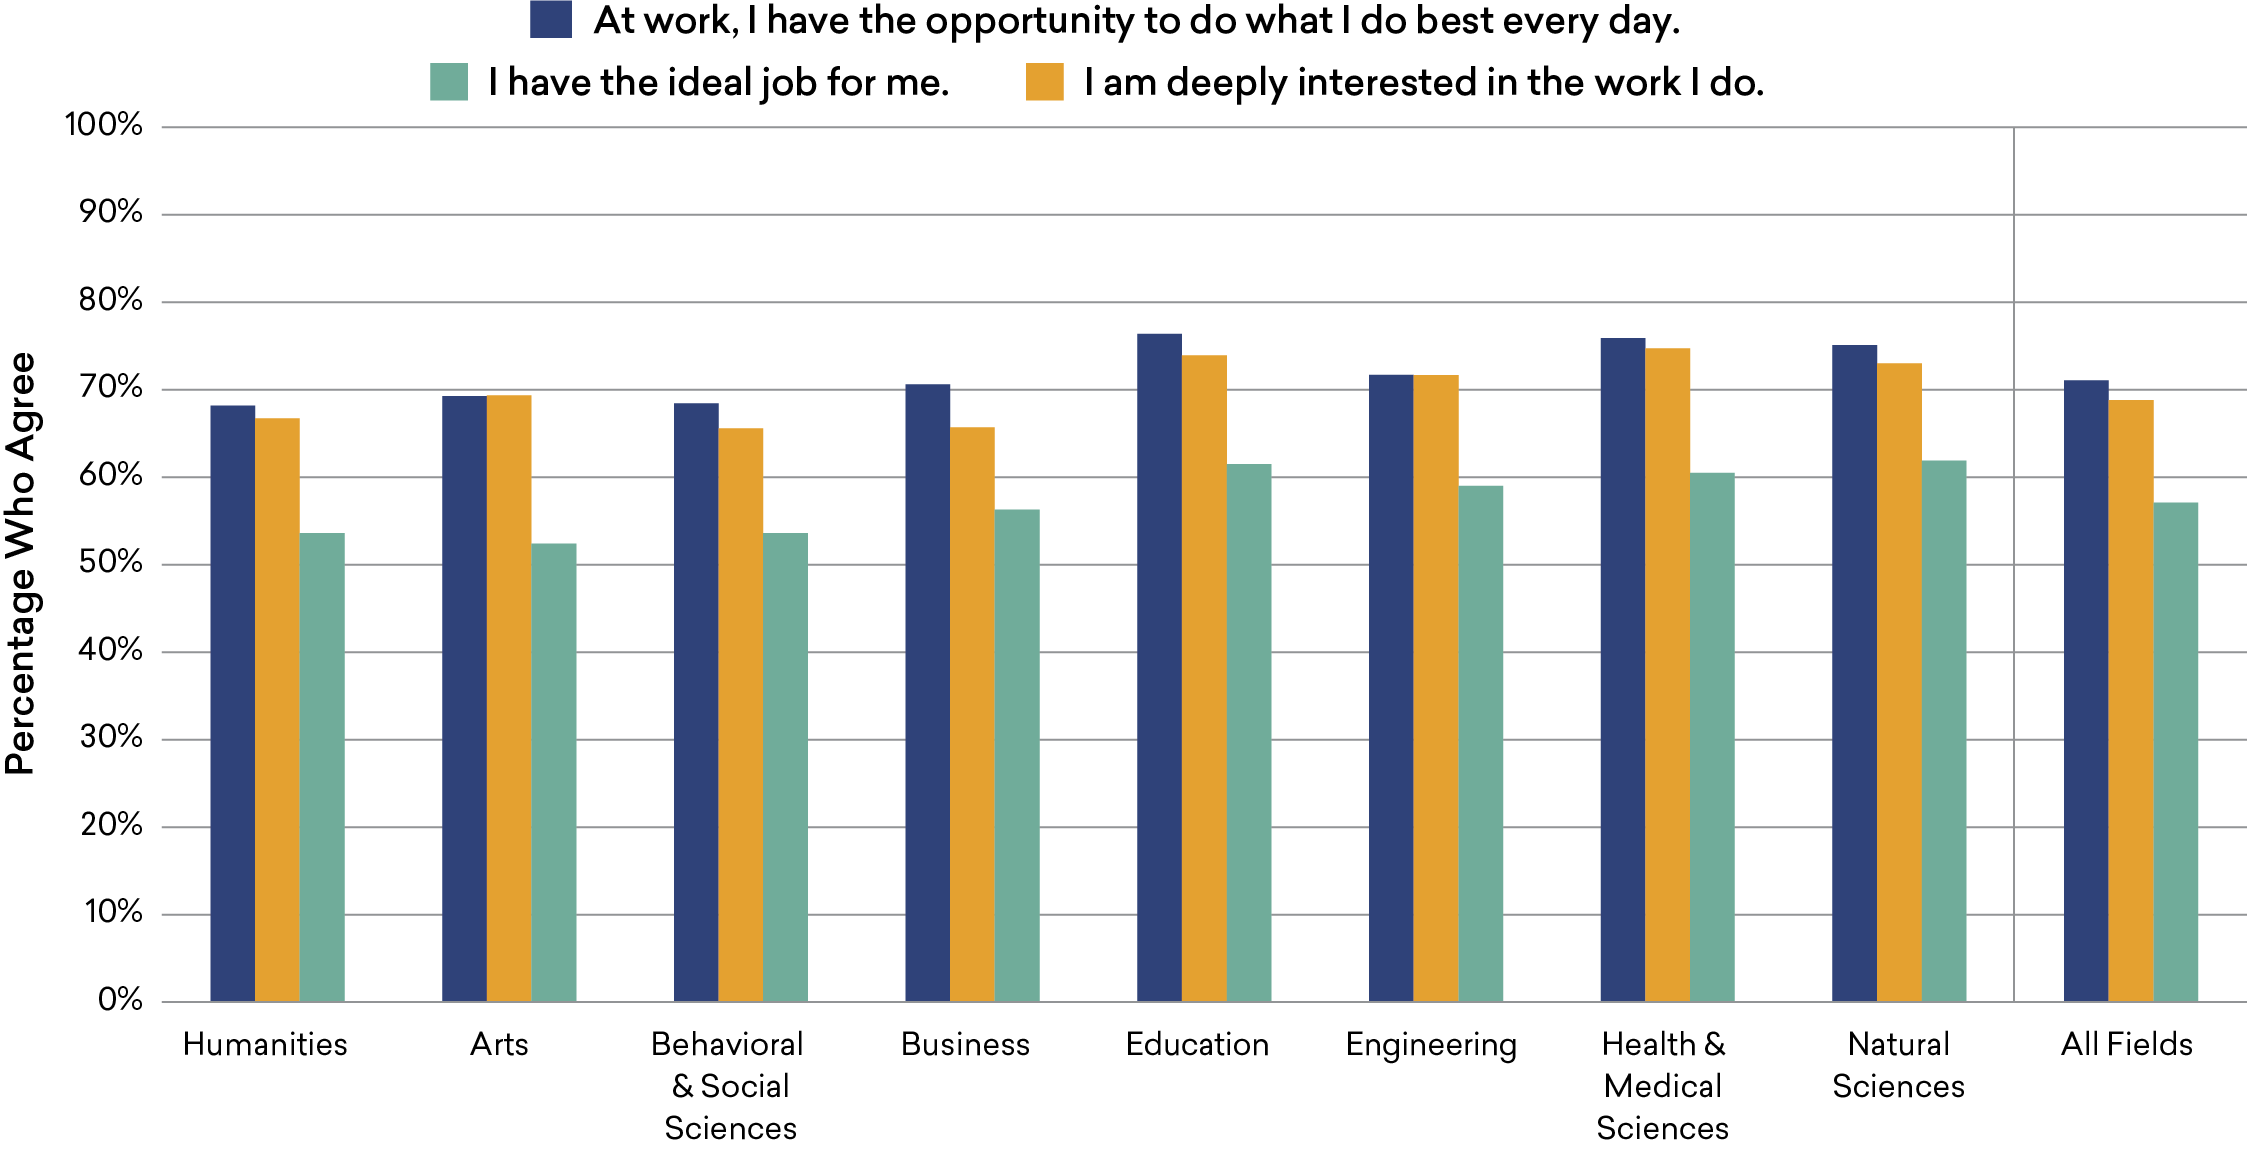 At work, I have the opportunity to do what I do best every day.
I have the ideal job for me.
I am deeply interested in the work I do.
Percentage Who Agree
100%
90%
80%
70%
60%
50%
40%
30%
20%
10%
0%
Humanities
Arts
Behavioral
& Social
Sciences
Business
Education
Engineering
Health &
Medical
Sciences
Natural
Sciences
All Fields